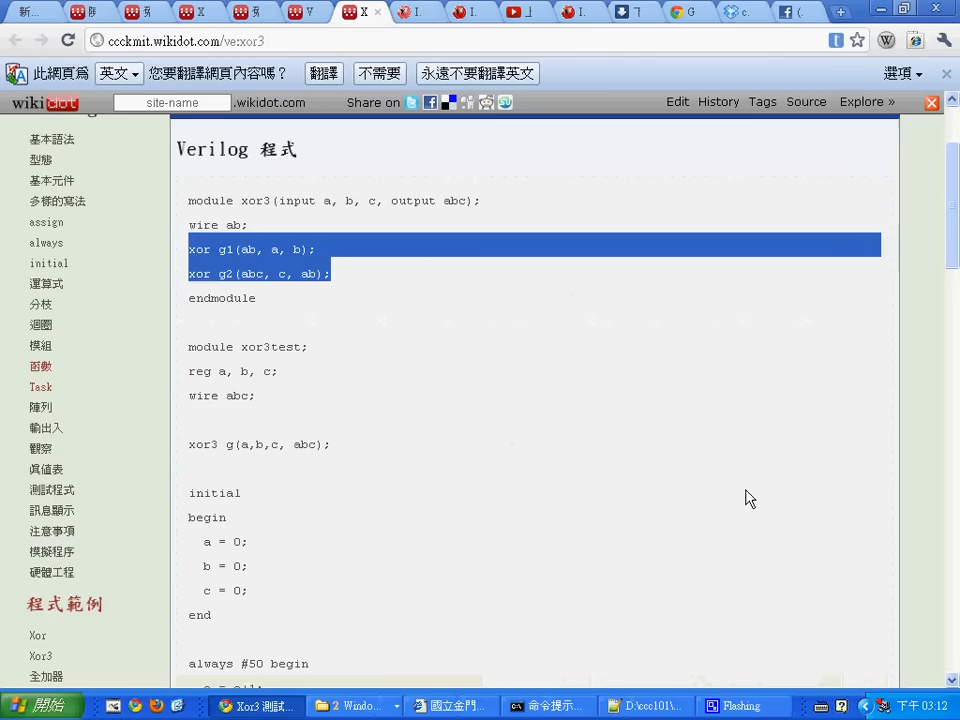 新...
X
V
X
×
I.
I.
上
I.
G
c.
(.
ccckmit.wikidot.com/ve:xor3
此網頁為 英文 您要翻譯網頁內容嗎？ 翻譯 不需要 永遠不要翻譯英文 選項
wikidot site-name .wikidot.com Share on Edit History Tags Source Explore »
基本語法
型態
基本元件
多樣的寫法
assign
always
initial
運算式
分枝
迴圈
模組
函數
Task
陣列
輸出入
觀察
真值表
測試程式
訊息顯示
注意事項
模擬程序
硬體工程
程式範例
Xor
Xor3
全加器
Verilog 程式
module xor3(input a, b, c, output abc);
wire ab;
xor g1(ab, a, b);
xor g2(abc, c, ab);
endmodule
module xor3test;
reg a, b, c;
wire abc;
xor3 g(a,b,c, abc);
initial
begin
a = 0;
b = 0;
c = 0;
end
always #50 begin
開始 Xor3 測試... 2 Windo... 國立金門... 命令提示... D:\ccc101\... Flashing 下午 03:12